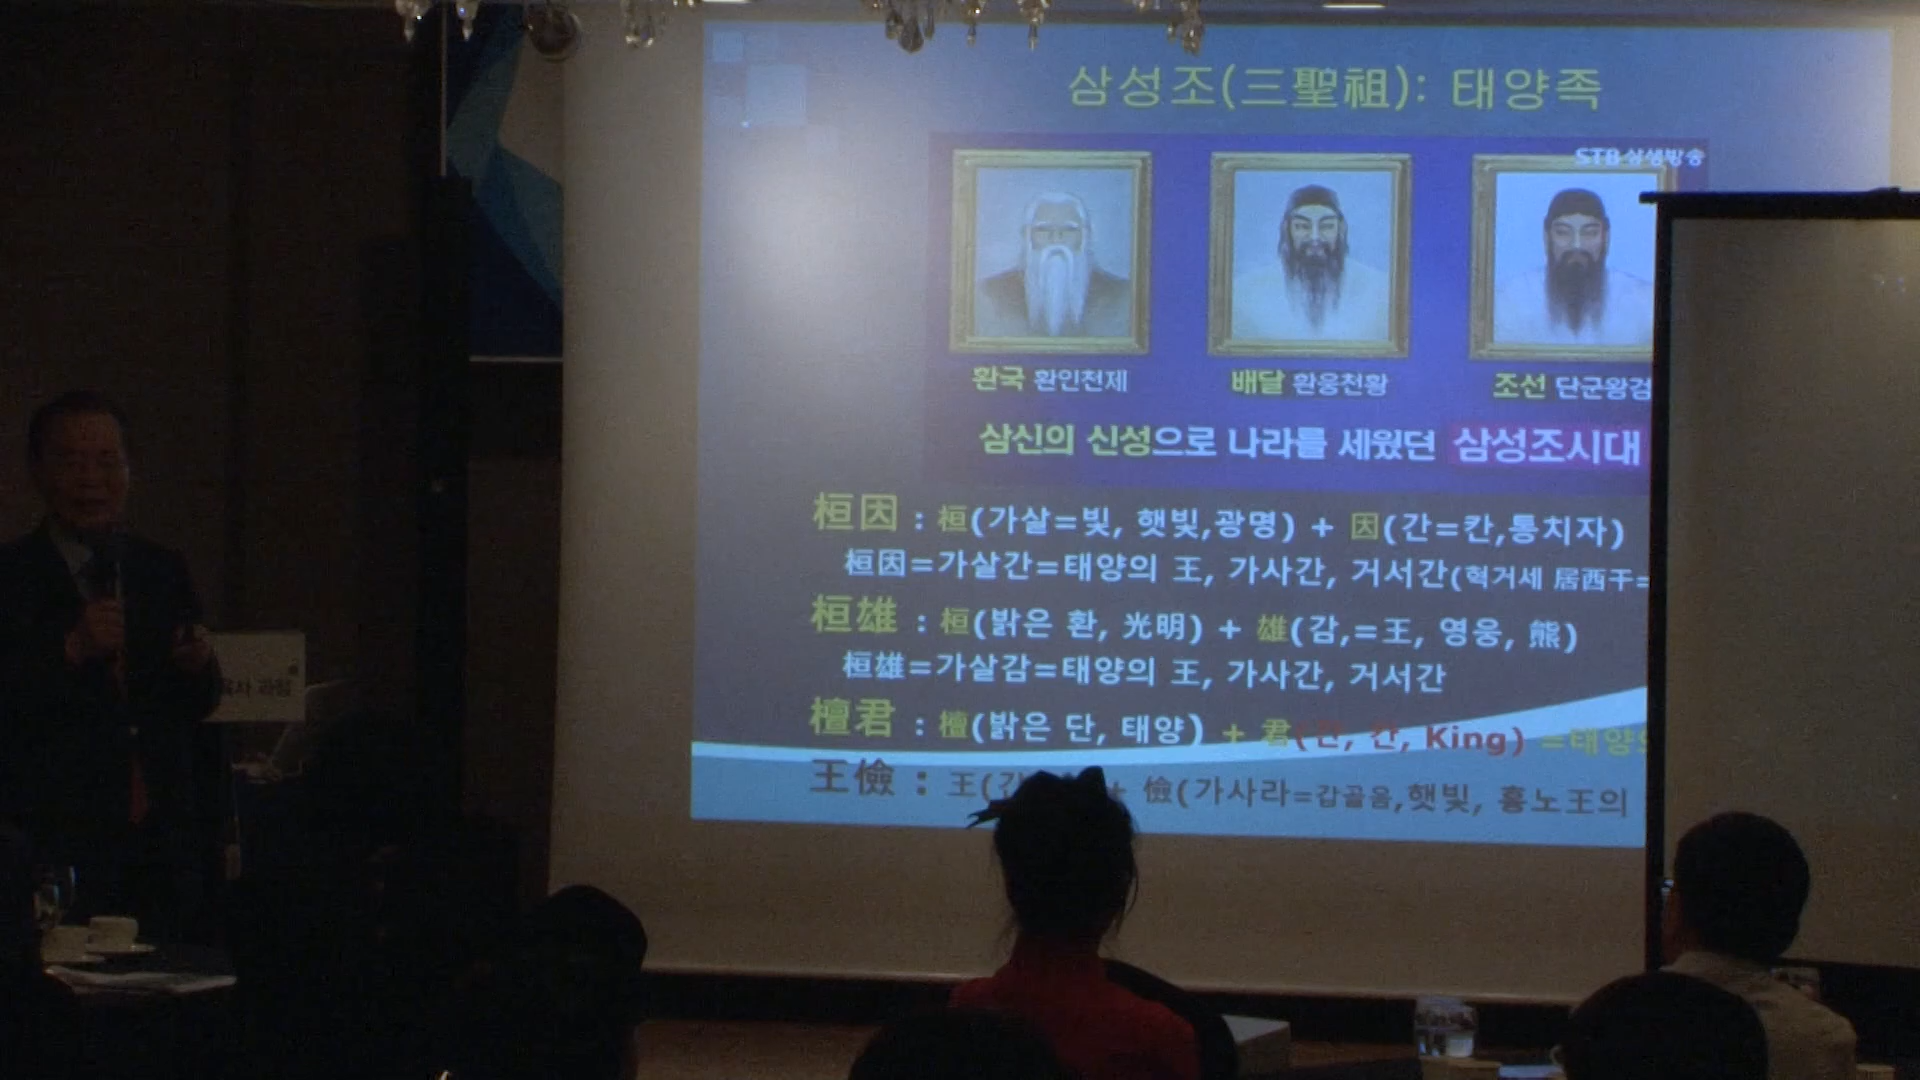 삼성조(三聖祖): 태양족
STB 상생방송
환국 환인천제
배달 환웅천황
조선 단군왕검
삼신의 신성으로 나라를 세웠던 삼성조시대
桓因 : 桓(가살=빛, 햇빛,광명) + 因(간=칸,통치자)
桓因=가살간=태양의 王, 가사간, 거서간(혁거세 居西干=
桓雄 : 桓(밝은 환, 光明) + 雄(감,=王, 영웅, 熊)
桓雄=가살감=태양의 王, 가사간, 거서간
檀君 : 檀(밝은 단, 태양) + 君(간, 칸, King) =태양의
王儉 : 王( + 儉(가사라=갑골음,햇빛, 흉노王의